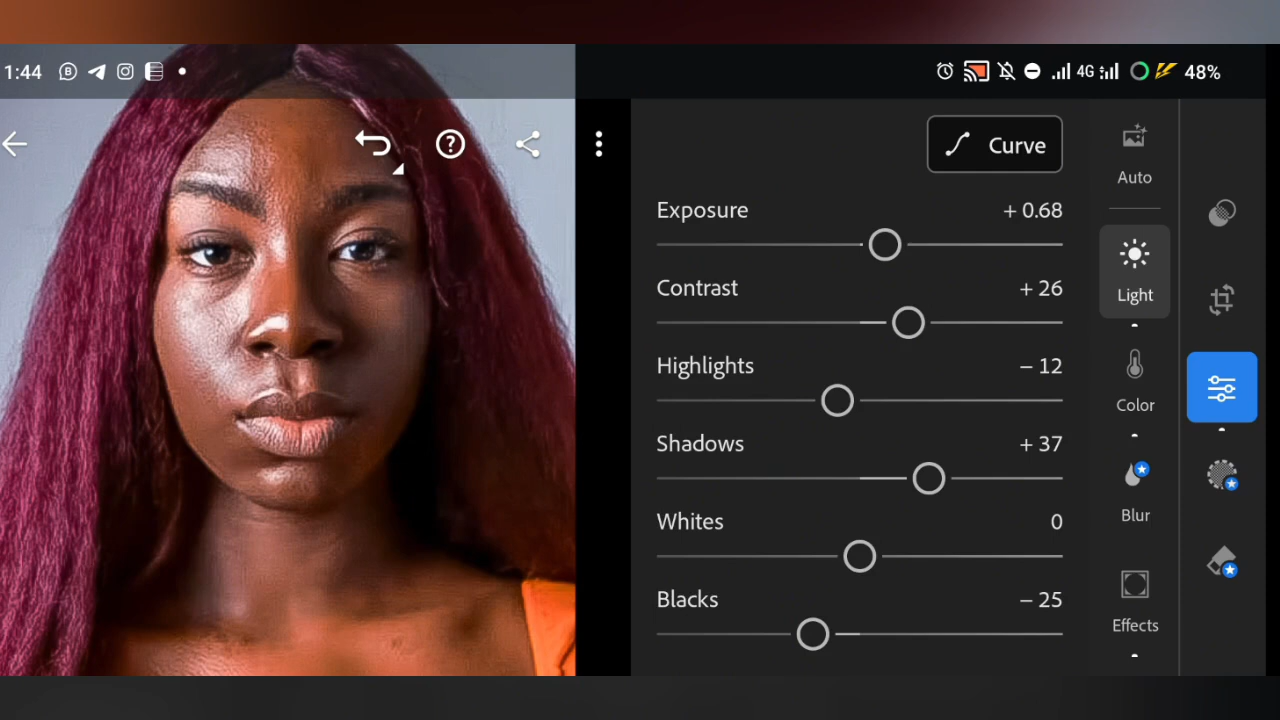 1:44
4G
48%
Curve
Exposure
+ 0.68
Contrast
+ 26
Highlights
– 12
Shadows
+ 37
Whites
0
Blacks
– 25
Auto
Light
Color
Blur
Effects